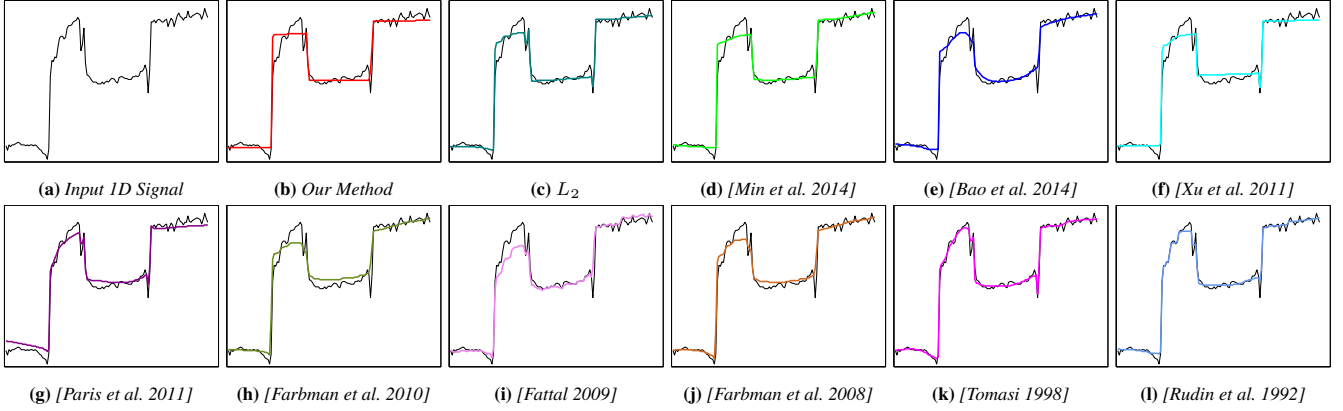 (a) Input 1D Signal
(b) Our Method
(c) L₂
(d) [Min et al. 2014]
(e) [Bao et al. 2014]
(f) [Xu et al. 2011]
(g) [Paris et al. 2011]
(h) [Farbman et al. 2010]
(i) [Fattal 2009]
(j) [Farbman et al. 2008]
(k) [Tomasi 1998]
(l) [Rudin et al. 1992]